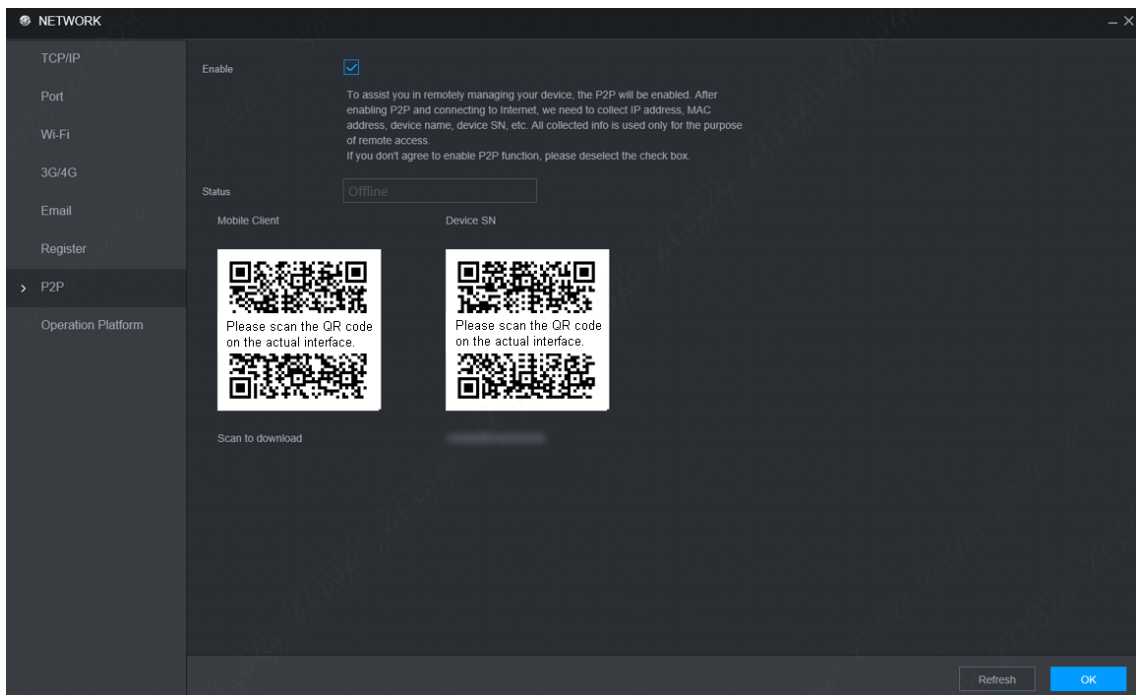 NETWORK
TCP/IP
Port
Wi-Fi
3G/4G
Email
Register
P2P
Operation Platform
Enable
To assist you in remotely managing your device, the P2P will be enabled. After
enabling P2P and connecting to Internet, we need to collect IP address, MAC
address, device name, device SN, etc. All collected info is used only for the purpose
of remote access.
If you don't agree to enable P2P function, please deselect the check box.
Status
Offline
Mobile Client
Device SN
Please scan the QR code
on the actual interface.
Please scan the QR code
on the actual interface.
Scan to download
Refresh
OK
271928